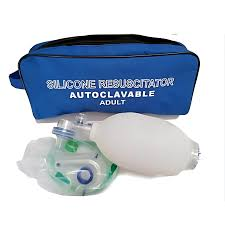 SILICONE RESUSCITATOR
AUTOCLAVABLE
ADULT